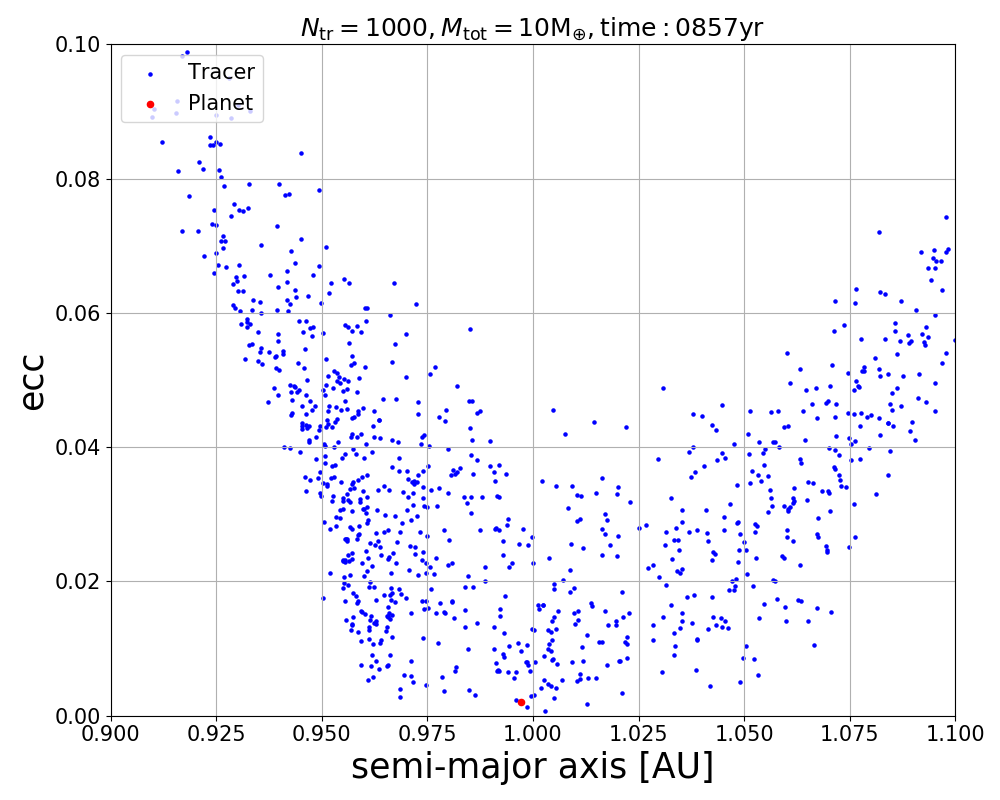 N_tr = 1000, M_tot = 10M_⊕, time : 0857yr
Tracer
Planet
0.10
0.08
0.06
0.04
0.02
0.00
ecc
0.900 0.925 0.950 0.975 1.000 1.025 1.050 1.075 1.100
semi-major axis [AU]